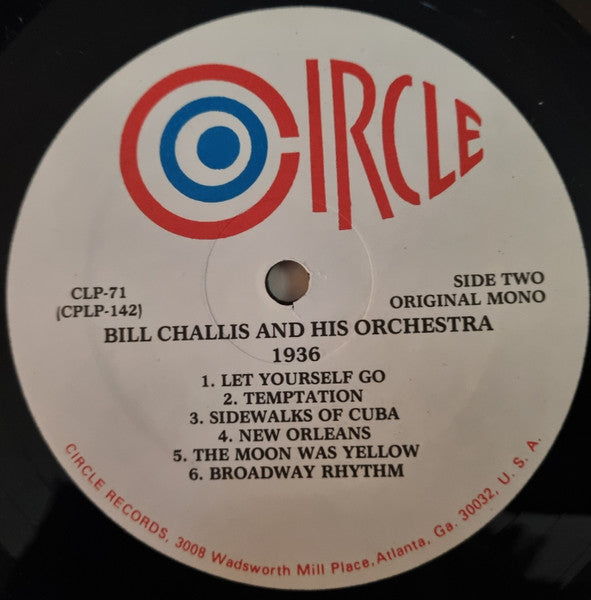 CIRCLE
CLP-71
(CPLP-142)
SIDE TWO
ORIGINAL MONO
BILL CHALLIS AND HIS ORCHESTRA
1936
1. LET YOURSELF GO
2. TEMPTATION
3. SIDEWALKS OF CUBA
4. NEW ORLEANS
5. THE MOON WAS YELLOW
6. BROADWAY RHYTHM
CIRCLE RECORDS, 3008 Wadsworth Mill Place, Atlanta, Ga. 30032, U. S. A.